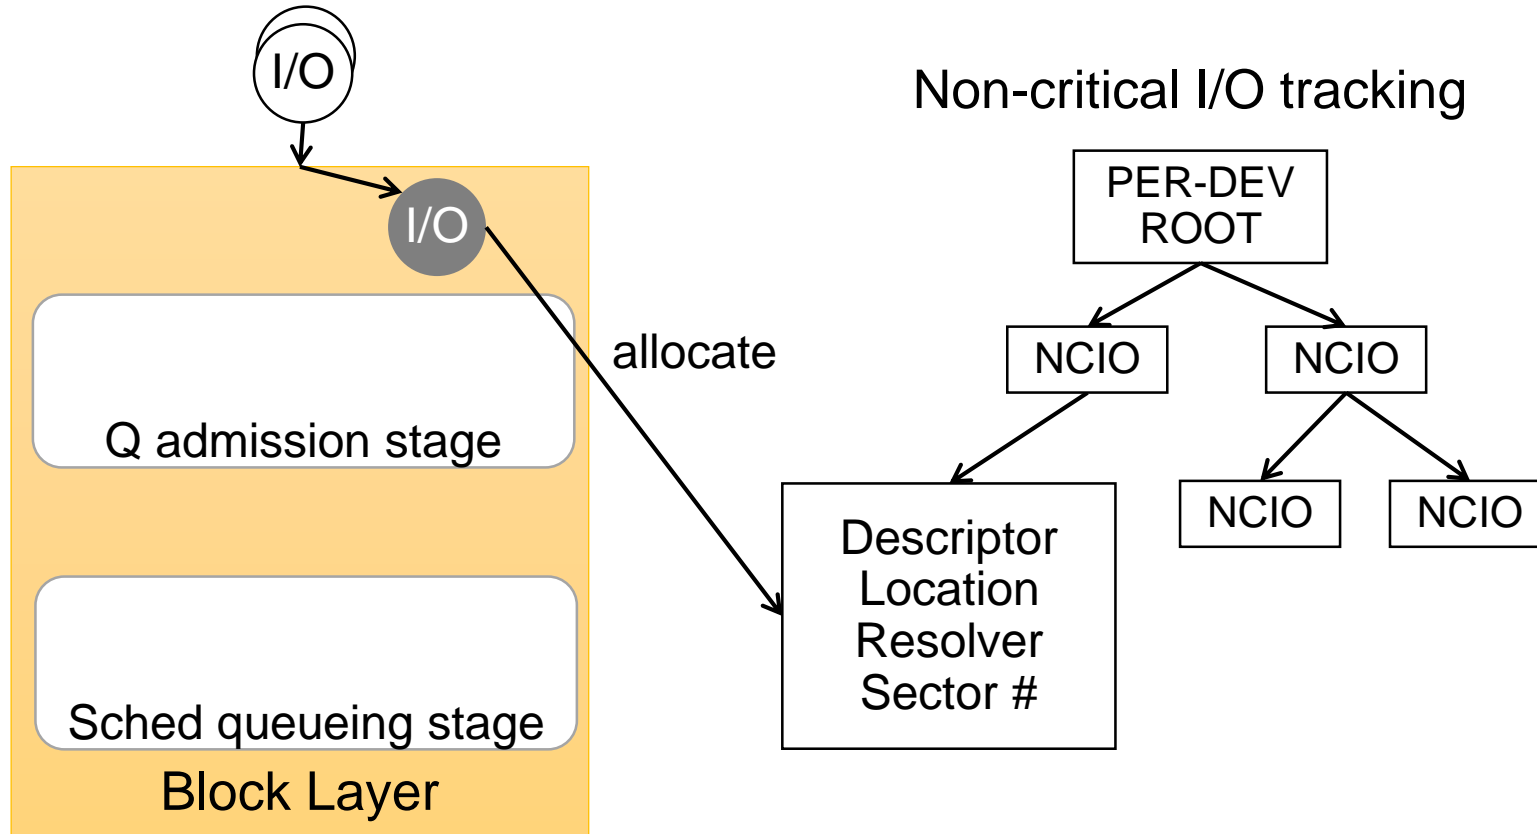 I/O
Non-critical I/O tracking
PER-DEV
ROOT
I/O
allocate
NCIO
NCIO
Q admission stage
NCIO
NCIO
Descriptor
Location
Resolver
Sector #
Sched queueing stage
Block Layer